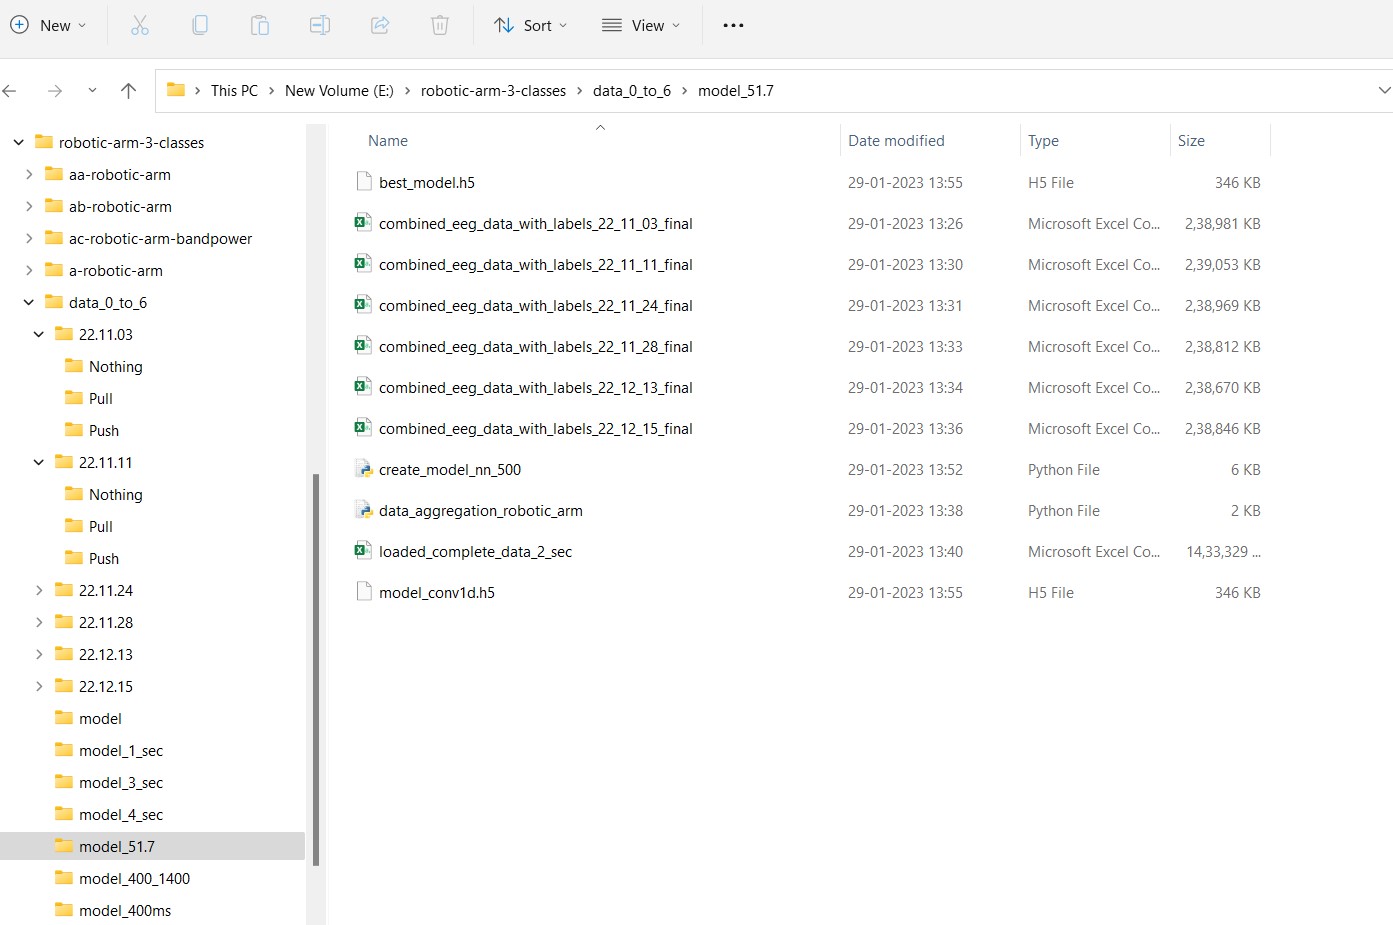 New Sort View
This PC > New Volume (E:) > robotic-arm-3-classes > data_0_to_6 > model_51.7
robotic-arm-3-classes
aa-robotic-arm
ab-robotic-arm
ac-robotic-arm-bandpower
a-robotic-arm
data_0_to_6
22.11.03
Nothing
Pull
Push
22.11.11
Nothing
Pull
Push
22.11.24
22.11.28
22.12.13
22.12.15
model
model_1_sec
model_3_sec
model_4_sec
model_51.7
model_400_1400
model_400ms
Name Date modified Type Size
best_model.h5 29-01-2023 13:55 H5 File 346 KB
combined_eeg_data_with_labels_22_11_03_final 29-01-2023 13:26 Microsoft Excel Co... 2,38,981 KB
combined_eeg_data_with_labels_22_11_11_final 29-01-2023 13:30 Microsoft Excel Co... 2,39,053 KB
combined_eeg_data_with_labels_22_11_24_final 29-01-2023 13:31 Microsoft Excel Co... 2,38,969 KB
combined_eeg_data_with_labels_22_11_28_final 29-01-2023 13:33 Microsoft Excel Co... 2,38,812 KB
combined_eeg_data_with_labels_22_12_13_final 29-01-2023 13:34 Microsoft Excel Co... 2,38,670 KB
combined_eeg_data_with_labels_22_12_15_final 29-01-2023 13:36 Microsoft Excel Co... 2,38,846 KB
create_model_nn_500 29-01-2023 13:52 Python File 6 KB
data_aggregation_robotic_arm 29-01-2023 13:38 Python File 2 KB
loaded_complete_data_2_sec 29-01-2023 13:40 Microsoft Excel Co... 14,33,329 ...
model_conv1d.h5 29-01-2023 13:55 H5 File 346 KB